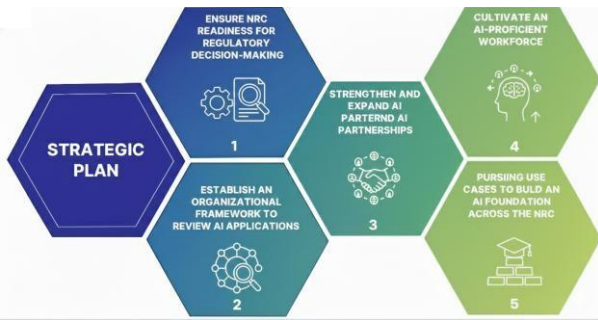 STRATEGIC
PLAN
ENSURE NRC
READINESS FOR
REGULATORY
DECISION-MAKING
1
ESTABLISH AN
ORGANIZATIONAL
FRAMEWORK TO
REVIEW AI APPLICATIONS
2
STRENGTHEN AND
EXPAND AI
PARTERND AI
PARTNERSHIPS
3
CULTIVATE AN
AI-PROFICIENT
WORKFORCE
4
PURSIING USE
CASES TO BULD AN
AI FOUNDATION
ACROSS THE NRC
5